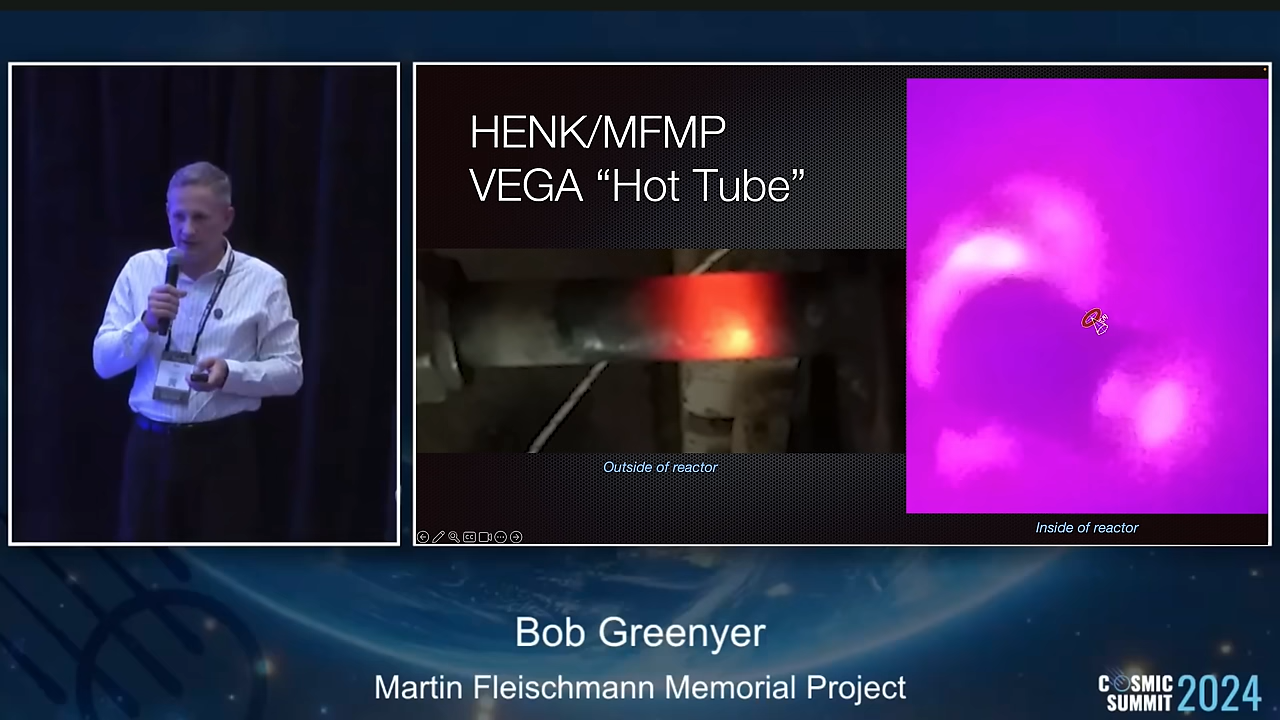 HENK/MFMP
VEGA “Hot Tube”
Outside of reactor
Inside of reactor
Bob Greenyer
Martin Fleischmann Memorial Project
COSMIC
SUMMIT 2024